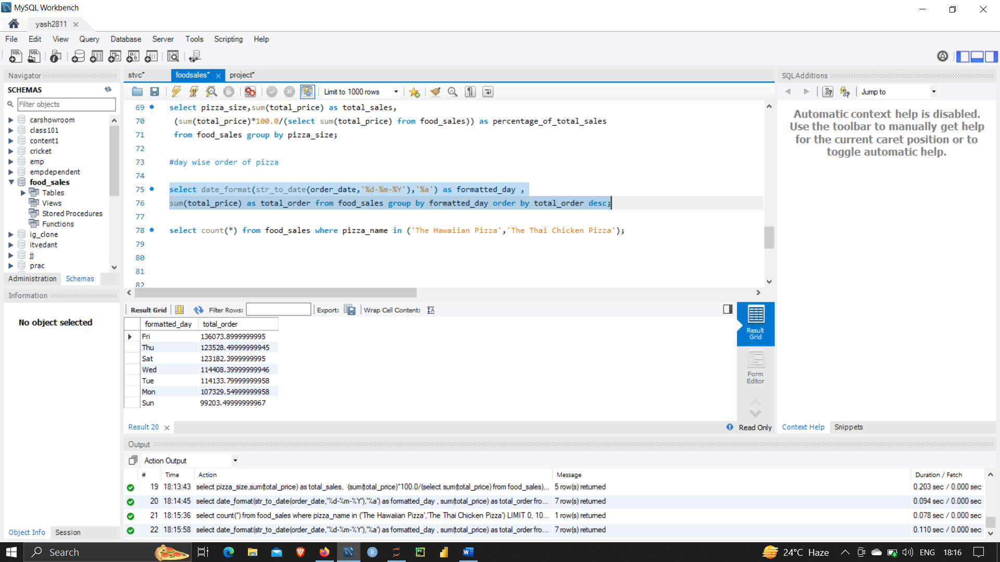 MySQL Workbench
yash2811
File Edit View Query Database Server Tools Scripting Help
Navigator
SCHEMAS
Filter objects
carshowroom
class101
content1
cricket
emp
empdependent
food_sales
Tables
Views
Stored Procedures
Functions
ig_clone
itvedant
jj
prac
Administration Schemas
Information
No object selected
Object Info Session
stvc* foodsales* project*
Limit to 1000 rows
69 select pizza_size,sum(total_price) as total_sales,
70 (sum(total_price)*100.0/(select sum(total_price) from food_sales)) as percentage_of_total_sales
71 from food_sales group by pizza_size;
72
73 #day wise order of pizza
74
75 select date_format(str_to_date(order_date,'%d-%m-%Y'),'%a') as formatted_day ,
76 sum(total_price) as total_order from food_sales group by formatted_day order by total_order desc;
77
78 select count(*) from food_sales where pizza_name in ('The Hawaiian Pizza','The Thai Chicken Pizza');
79
80
81
82
Result Grid Filter Rows: Export: Wrap Cell Content:
formatted_day total_order
Fri 136073.8999999995
Thu 123528.49999999945
Sat 123182.3999999995
Wed 114408.39999999946
Tue 114133.79999999958
Mon 107329.54999999958
Sun 99203.49999999967
Result Grid
Form Editor
Result 20
Read Only
SQLAdditions
Jump to
Automatic context help is disabled.
Use the toolbar to manually get help
for the current caret position or to
toggle automatic help.
Context Help Snippets
Output
Action Output
# Time Action Message Duration / Fetch
19 18:13:43 select pizza_size,sum(total_price) as total_sales, (sum(total_price)*100.0/(select sum(total_price) from food_sales)... 5 row(s) returned 0.203 sec / 0.000 sec
20 18:14:45 select date_format(str_to_date(order_date,'%d-%m-%Y'),'%a') as formatted_day , sum(total_price) as total_order fro... 7 row(s) returned 0.094 sec / 0.000 sec
21 18:15:36 select count(*) from food_sales where pizza_name in ('The Hawaiian Pizza','The Thai Chicken Pizza') LIMIT 0, 10... 1 row(s) returned 0.078 sec / 0.000 sec
22 18:15:58 select date_format(str_to_date(order_date,'%d-%m-%Y'),'%a') as formatted_day , sum(total_price) as total_order fro... 7 row(s) returned 0.110 sec / 0.000 sec
Search
24°C Haze
ENG
18:16